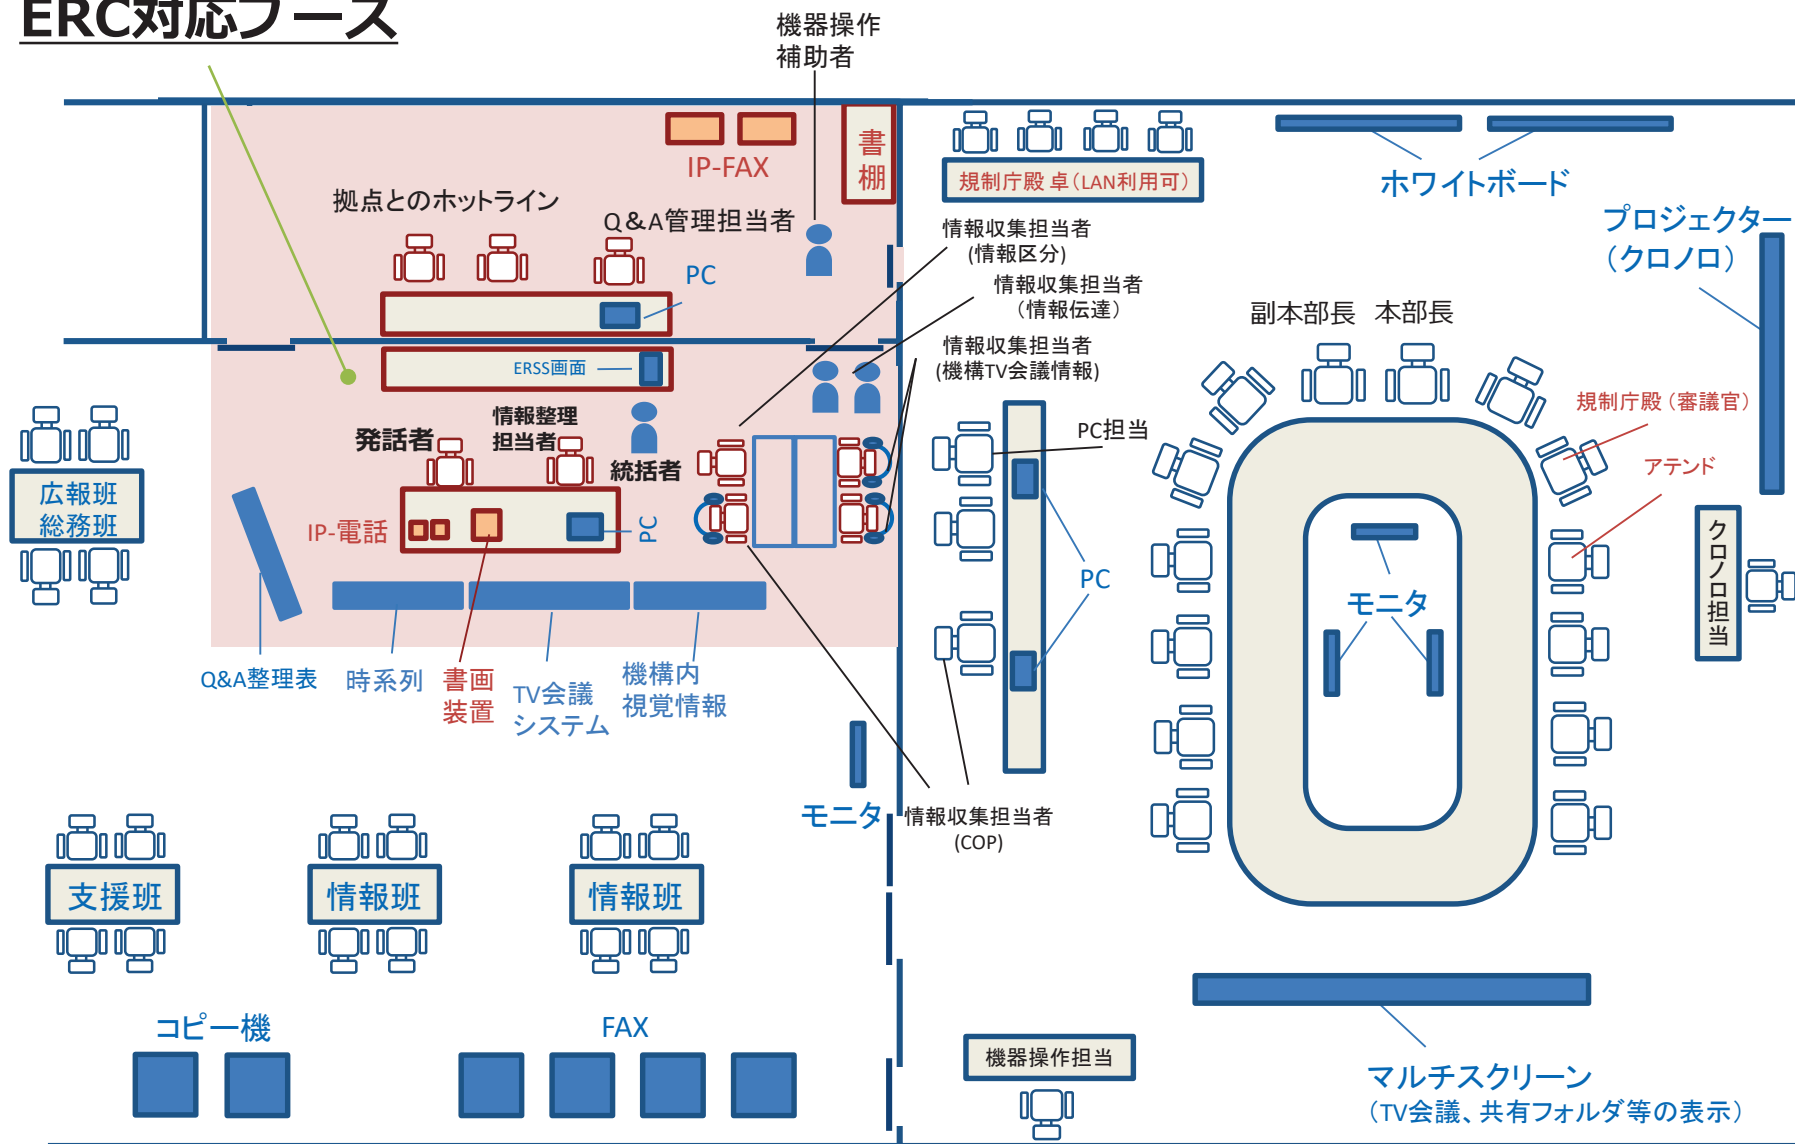 ERC対応ブース
機器操作
補助者
IP-FAX
書
棚
拠点とのホットライン
Q&A管理担当者
PC
規制庁殿 卓(LAN利用可)
ホワイトボード
プロジェクター
(クロノロ)
情報収集担当者
(情報区分)
情報収集担当者
(情報伝達)
情報収集担当者
(機構TV会議情報)
副本部長 本部長
ERSS画面
規制庁殿(審議官)
アテンド
PC担当
発話者
情報整理
担当者
統括者
広報班
総務班
IP-電話
PC
PC
モニタ
クロノロ担当
Q&A整理表
時系列
書画
装置
TV会議
システム
機構内
視覚情報
モニタ
情報収集担当者
(COP)
支援班
情報班
情報班
コピー機
FAX
機器操作担当
マルチスクリーン
(TV会議、共有フォルダ等の表示)